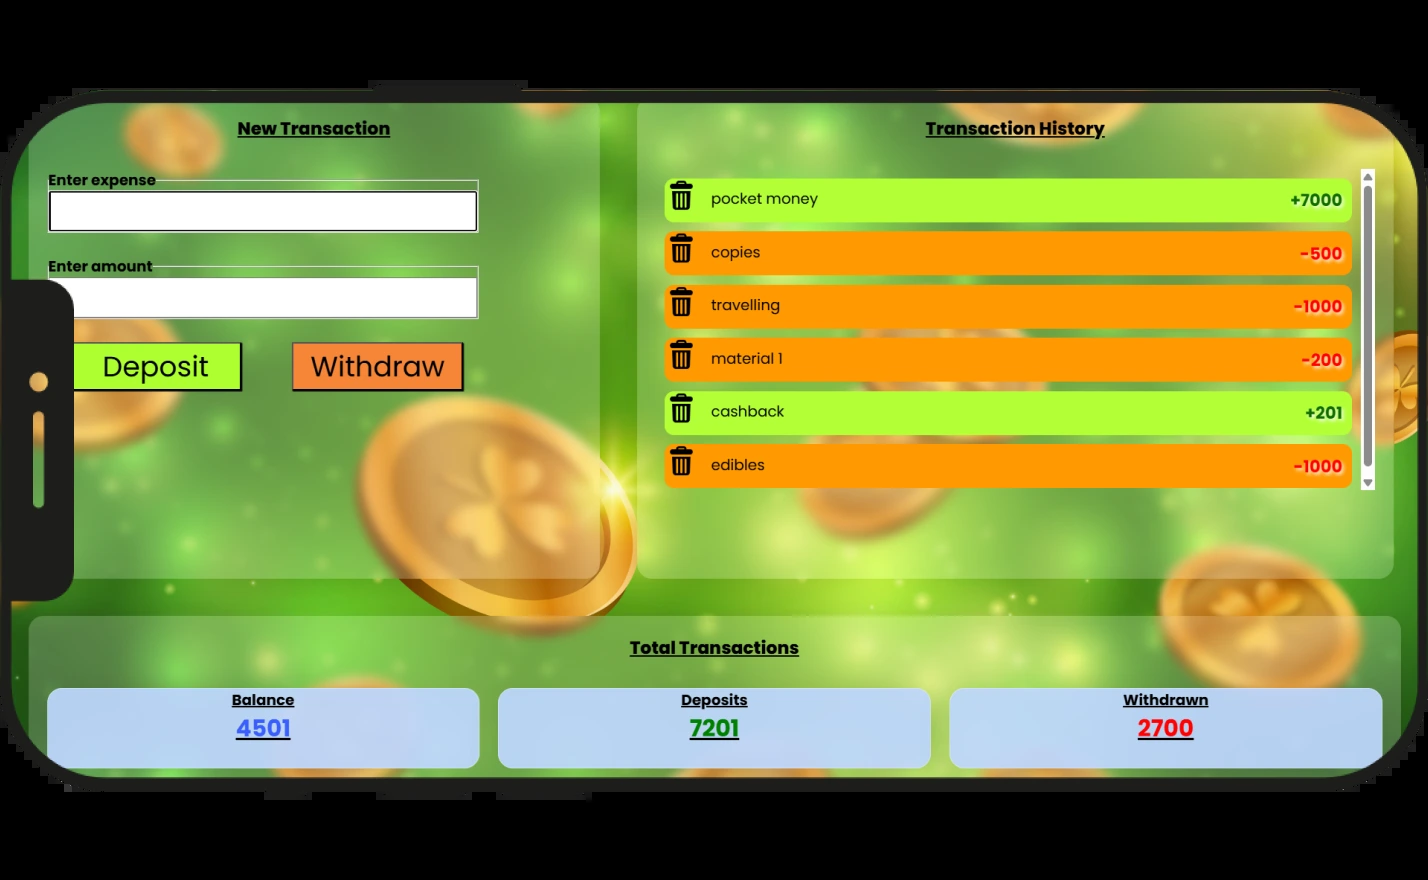 New Transaction
Enter expense
Enter amount
Deposit
Withdraw
Transaction History
pocket money +7000
copies -500
travelling -1000
material 1 -200
cashback +201
edibles -1000
Total Transactions
Balance
4501
Deposits
7201
Withdrawn
2700